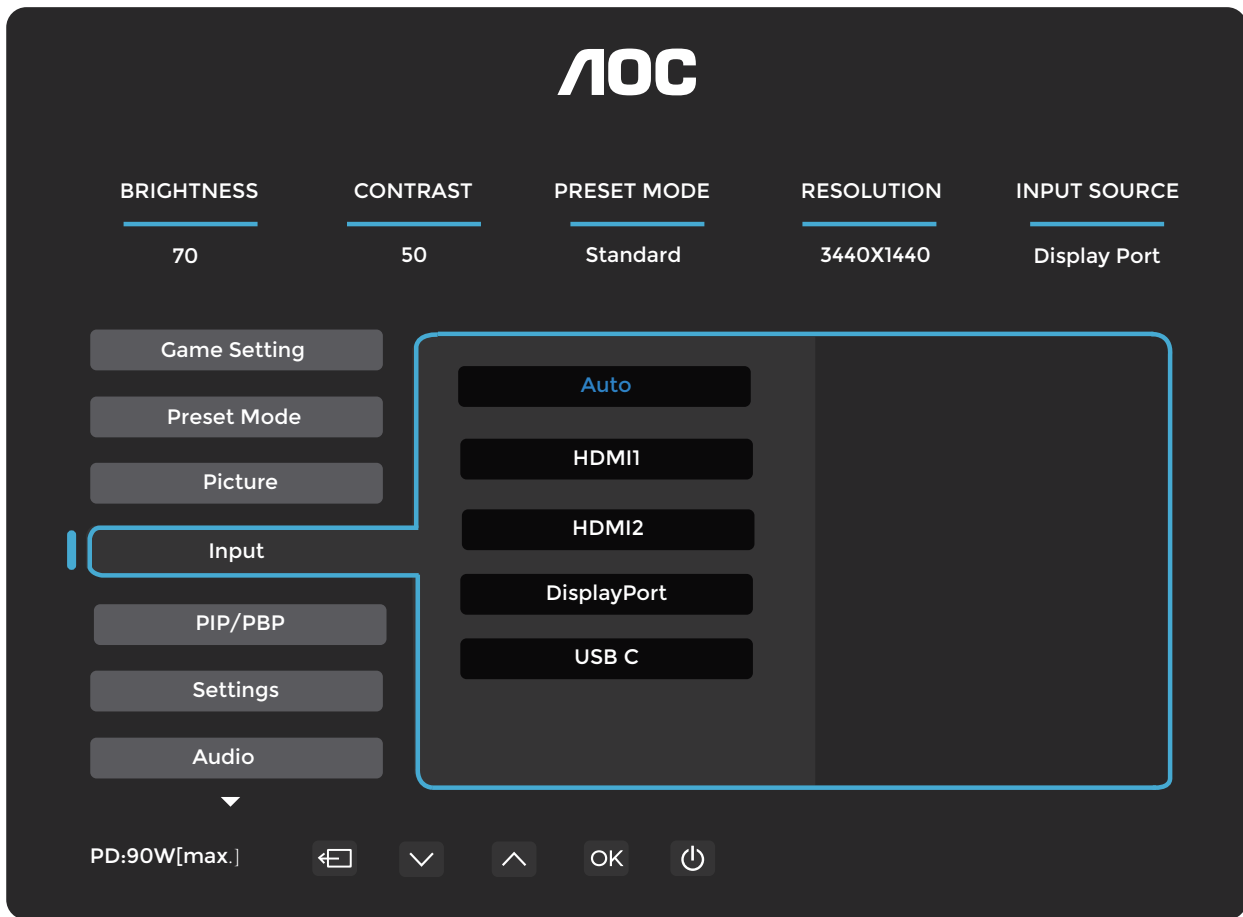 AOC
BRIGHTNESS CONTRAST PRESET MODE RESOLUTION INPUT SOURCE
70 50 Standard 3440X1440 Display Port
Game Setting
Preset Mode
Picture
Input
PIP/PBP
Settings
Audio
Auto
HDMI1
HDMI2
DisplayPort
USB C
PD:90W[max.] OK